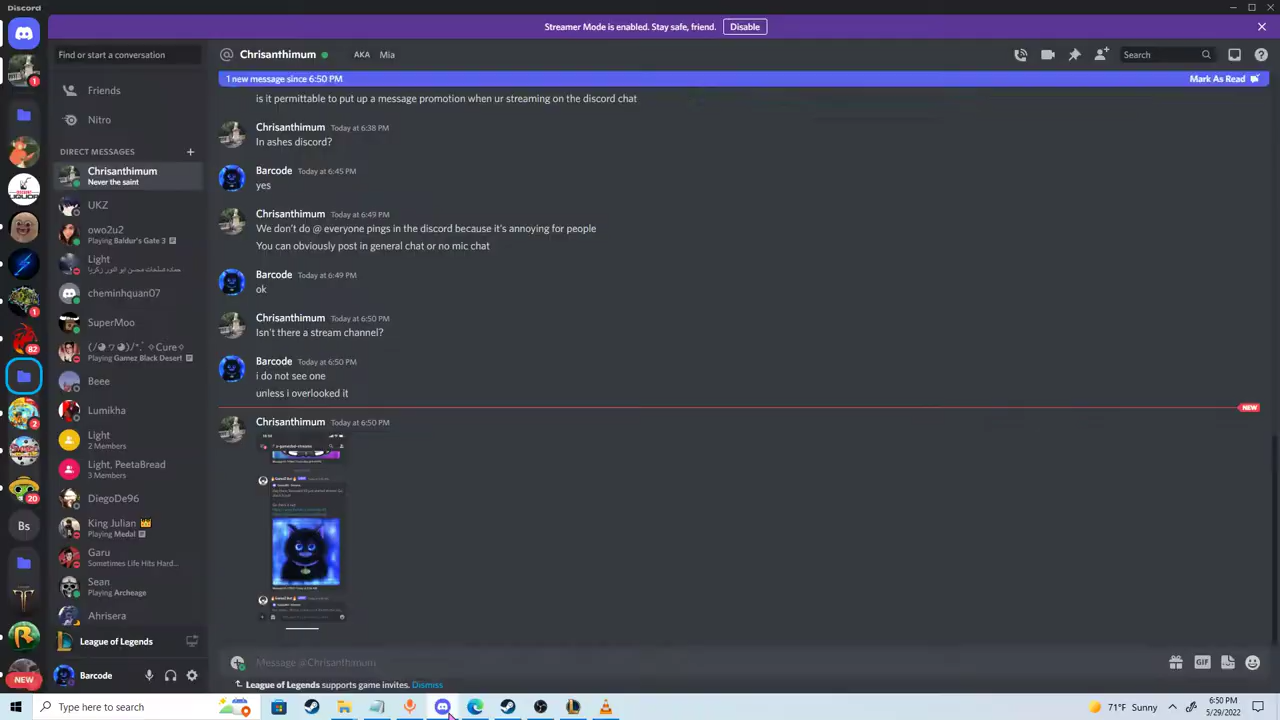 Discord
Streamer Mode is enabled. Stay safe, friend.
Disable
Find or start a conversation
Chrisanthimum
AKA
Mia
Search
1 new message since 6:50 PM
Mark As Read
is it permittable to put up a message promotion when ur streaming on the discord chat
Friends
Nitro
DIRECT MESSAGES
Chrisanthimum
Never the saint
UKZ
owo2u2
Playing Baldur's Gate 3
Light
cheminhquan07
SuperMoo
Playing Gamez Black Desert
Beee
Lumikha
Light
2 Members
Light, PeetaBread
3 Members
DiegoDe96
King Julian
Playing Medal
Garu
Sometimes Life Hits Hard...
Sean
Playing Archeage
Ahrisera
League of Legends
Barcode
1
UQUOR
1
82
2
20
Bs
NEW
Chrisanthimum Today at 6:38 PM
In ashes discord?
Barcode Today at 6:45 PM
yes
Chrisanthimum Today at 6:49 PM
We don't do @ everyone pings in the discord because it's annoying for people
You can obviously post in general chat or no mic chat
Barcode Today at 6:49 PM
ok
Chrisanthimum Today at 6:50 PM
Isn't there a stream channel?
Barcode Today at 6:50 PM
i do not see one
unless i overlooked it
NEW
Chrisanthimum Today at 6:50 PM
Message @Chrisanthimum
GIF
League of Legends supports game invites. Dismiss
Type here to search
71°F Sunny
6:50 PM
5/29/2022